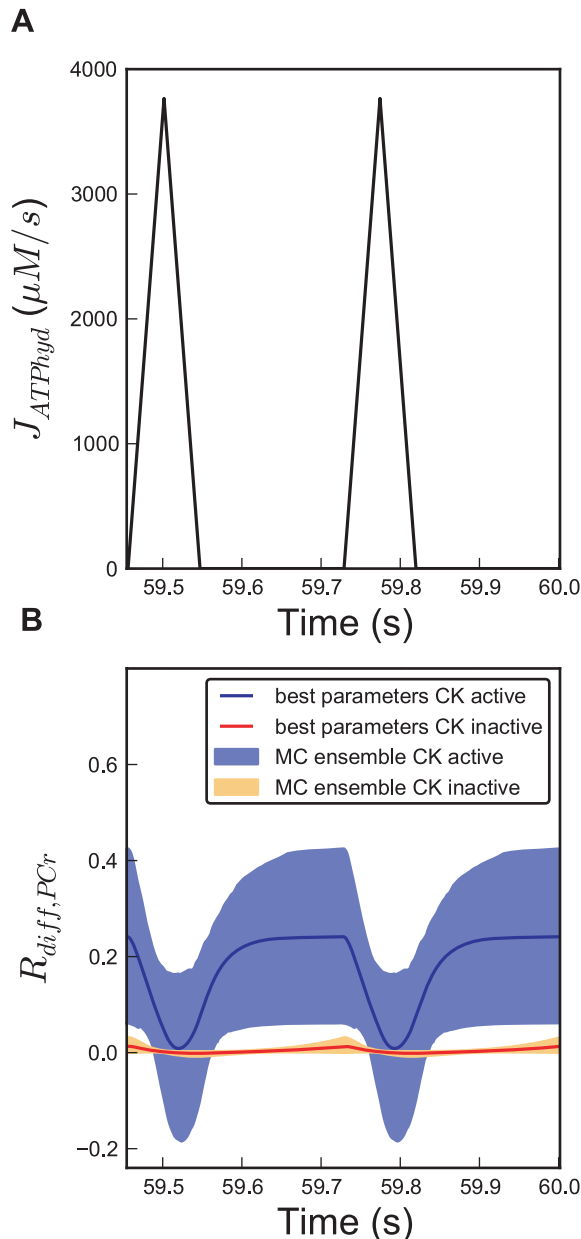 A
4000
3000
2000
1000
0
J_{ATPhyd} (μM/s)
59.5 59.6 59.7 59.8 59.9 60.0
Time (s)
B
best parameters CK active
best parameters CK inactive
MC ensemble CK active
MC ensemble CK inactive
0.6
0.4
0.2
0.0
−0.2
R_{diff,PCr}
59.5 59.6 59.7 59.8 59.9 60.0
Time (s)